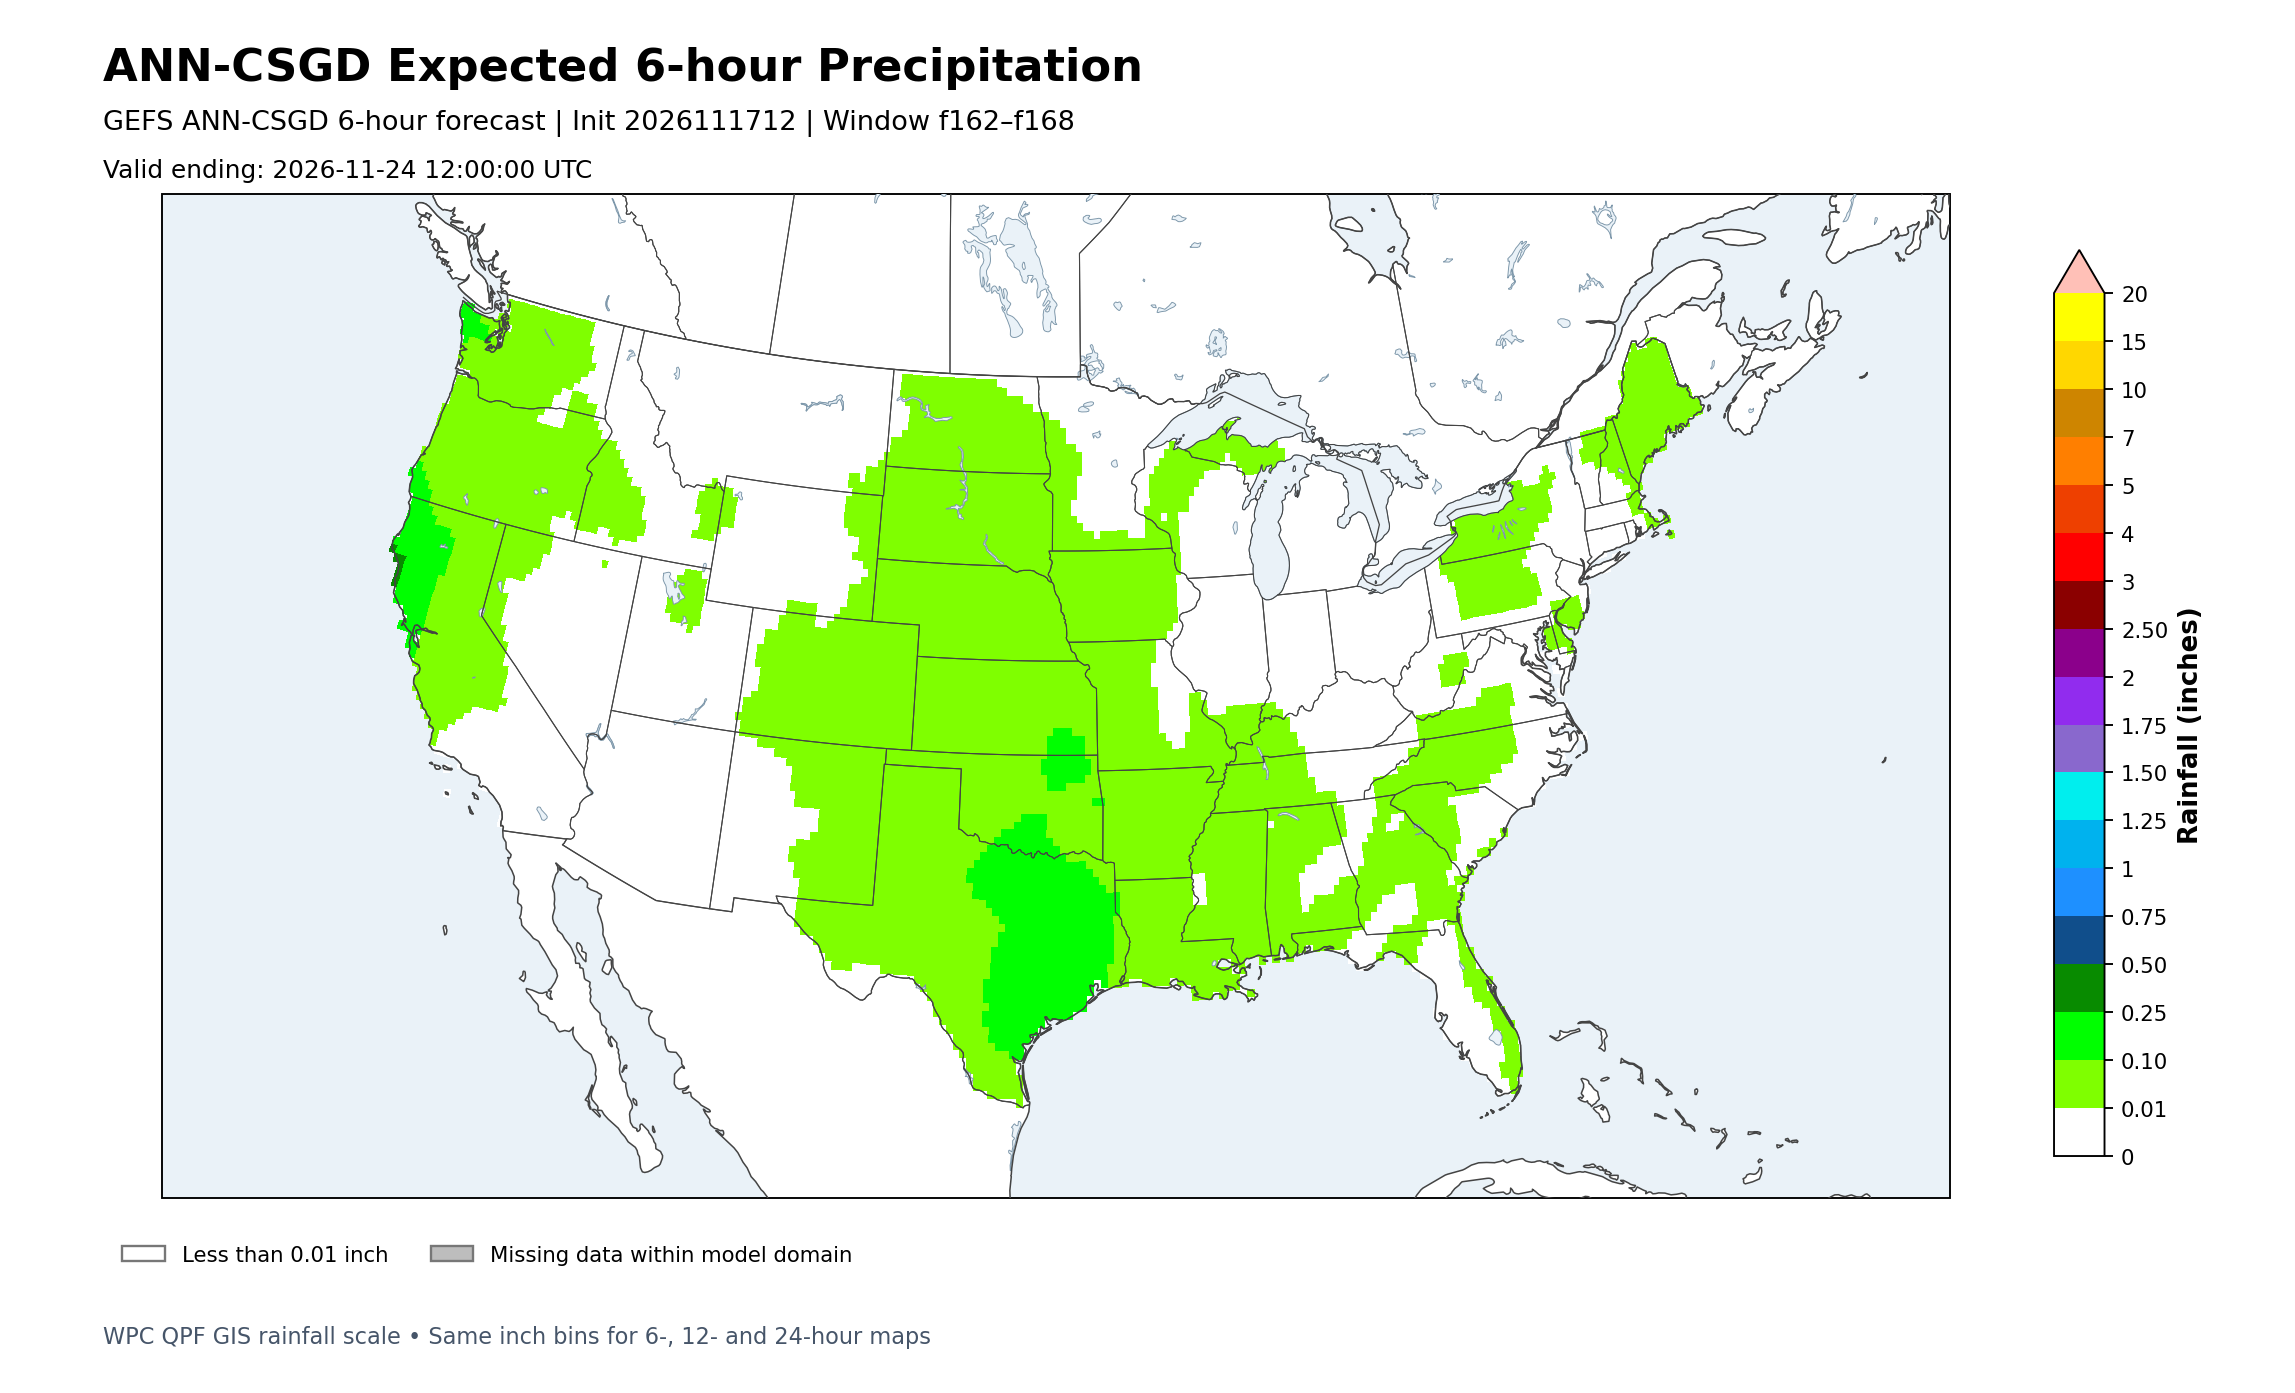 ANN-CSGD Expected 6-hour Precipitation
GEFS ANN-CSGD 6-hour forecast | Init 2026111712 | Window f162–f168
Valid ending: 2026-11-24 12:00:00 UTC
20
15
10
7
5
4
3
2.50
2
1.75
1.50
1.25
1
0.75
0.50
0.25
0.10
0.01
0
Rainfall (inches)
Less than 0.01 inch
Missing data within model domain
WPC QPF GIS rainfall scale • Same inch bins for 6-, 12- and 24-hour maps